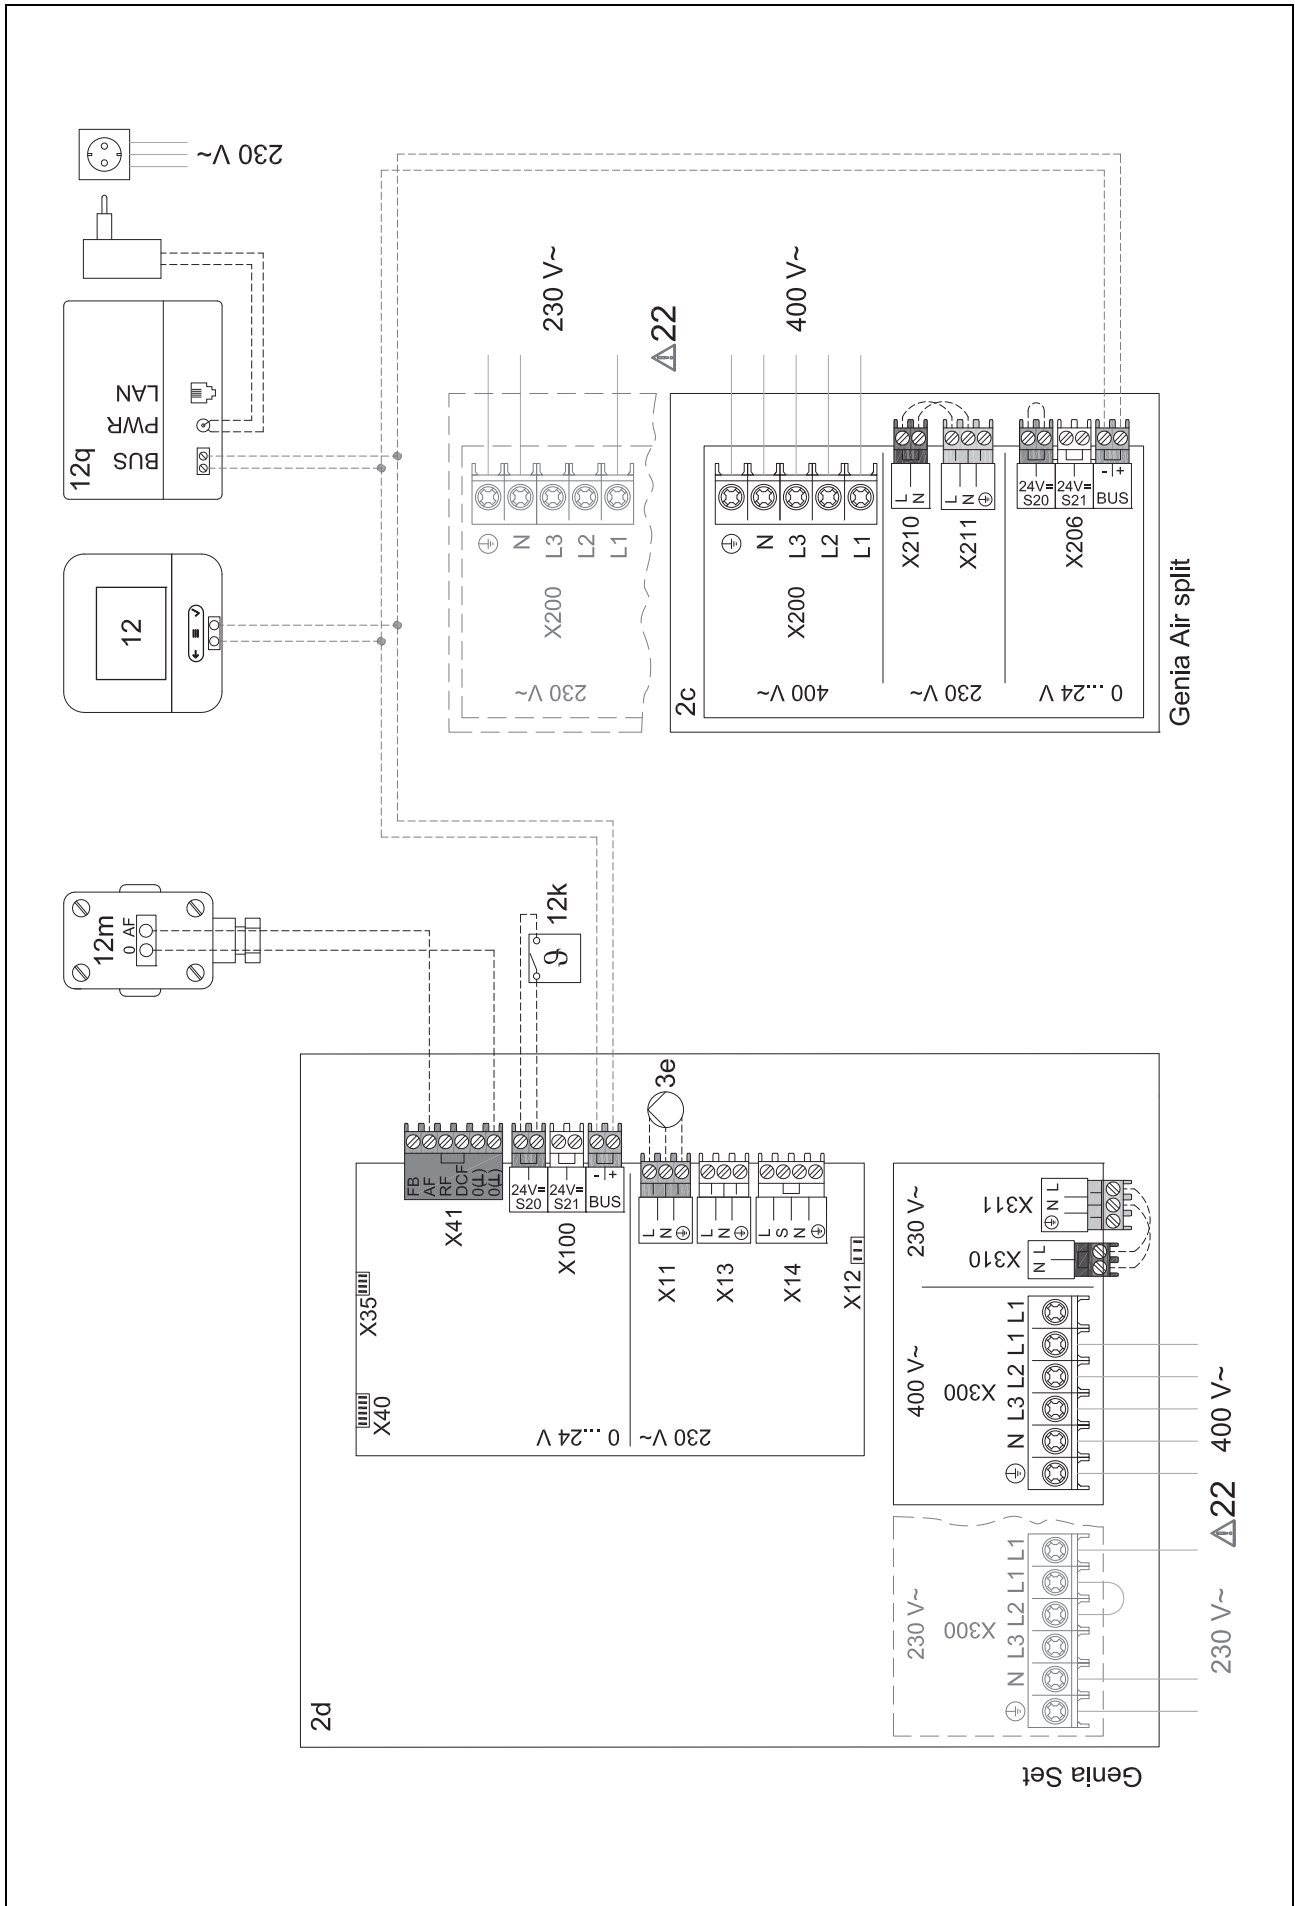 230 V~
12q
LAN
PWR
BUS
12
12m
0 AF
12k
ϑ
230 V~
⚠22
400 V~
⏚
N
L3
L2
L1
X200
230 V~
2c
⏚
N
L3
L2
L1
X200
400 V~
L
N
X210
L
N
⏚
X211
230 V~
24V=
S20
24V=
S21
BUS
- +
X206
0...24 V
Genia Air split
2d
FB
AF
RF
DCF
0(⊥)
0(⊥)
X41
24V=
S20
24V=
S21
BUS
- +
X100
3e
L
N
⏚
X11
L
N
⏚
X13
L
S
N
⏚
X14
X12
X35
X40
0...24 V
230 V~
230 V~
X311
⏚ N L
X310
N L
400 V~
X300
⏚ N L3 L2 L1 L1
400 V~
⚠22
230 V~
X300
⏚ N L3 L2 L1 L1
230 V~
Genia Set